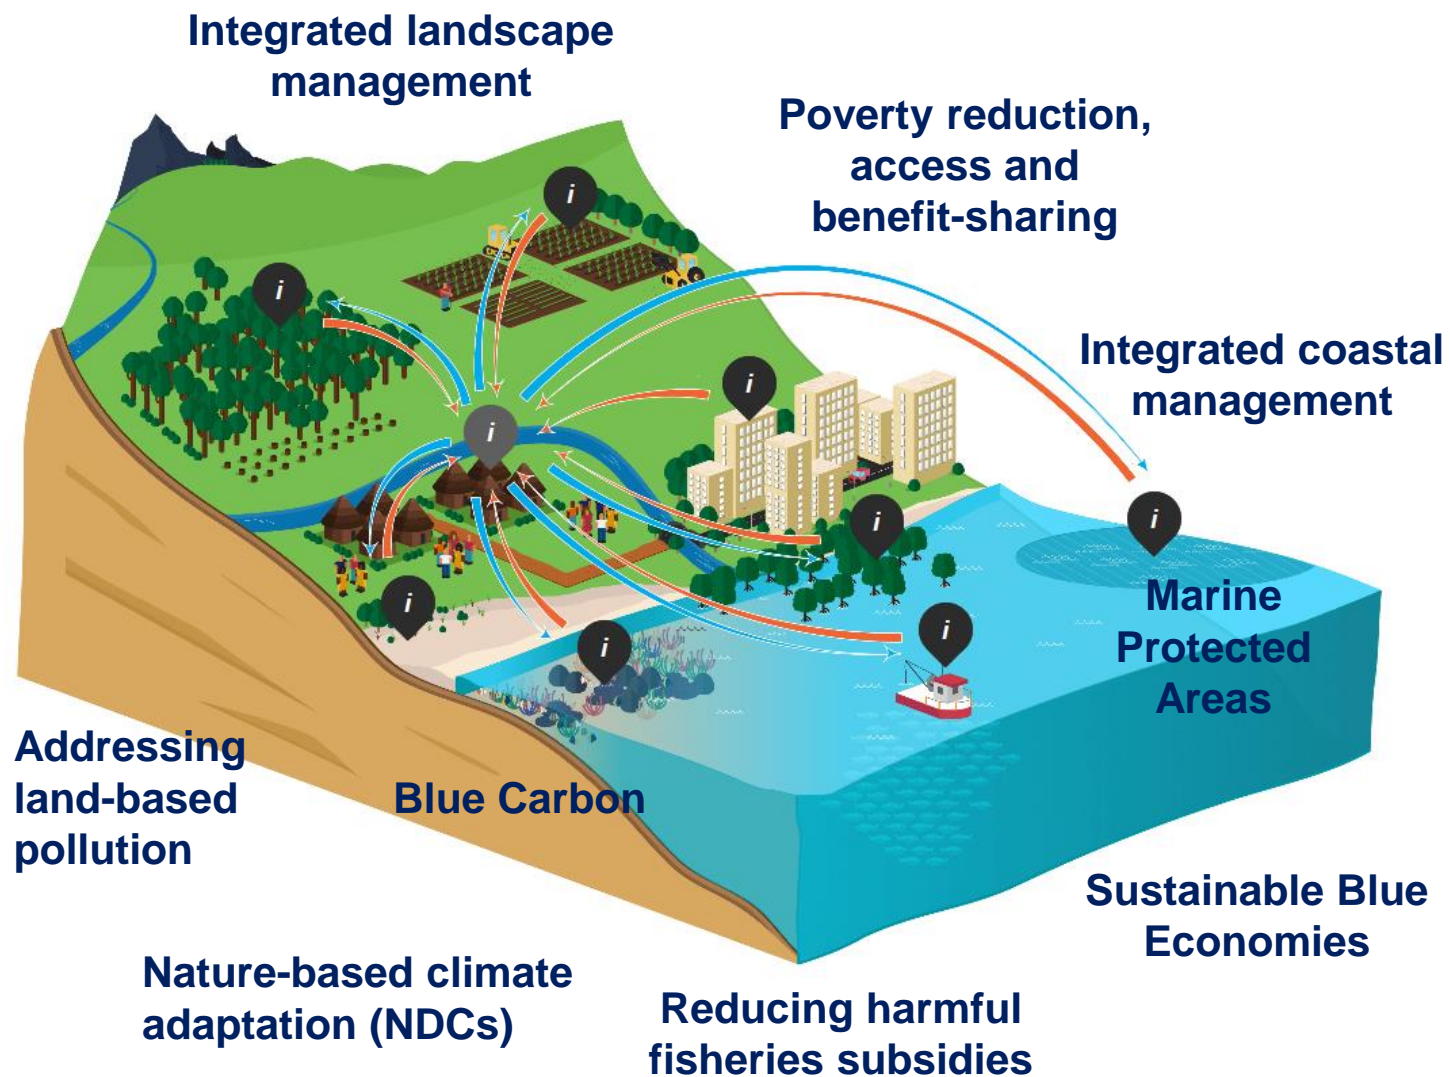 Integrated landscape
management
Poverty reduction,
access and
benefit-sharing
i
i
Integrated coastal
management
i
i
i
i
i
Marine
Protected
Areas
i
i
Addressing
land-based
pollution
Blue Carbon
Sustainable Blue
Economies
Nature-based climate
adaptation (NDCs)
Reducing harmful
fisheries subsidies